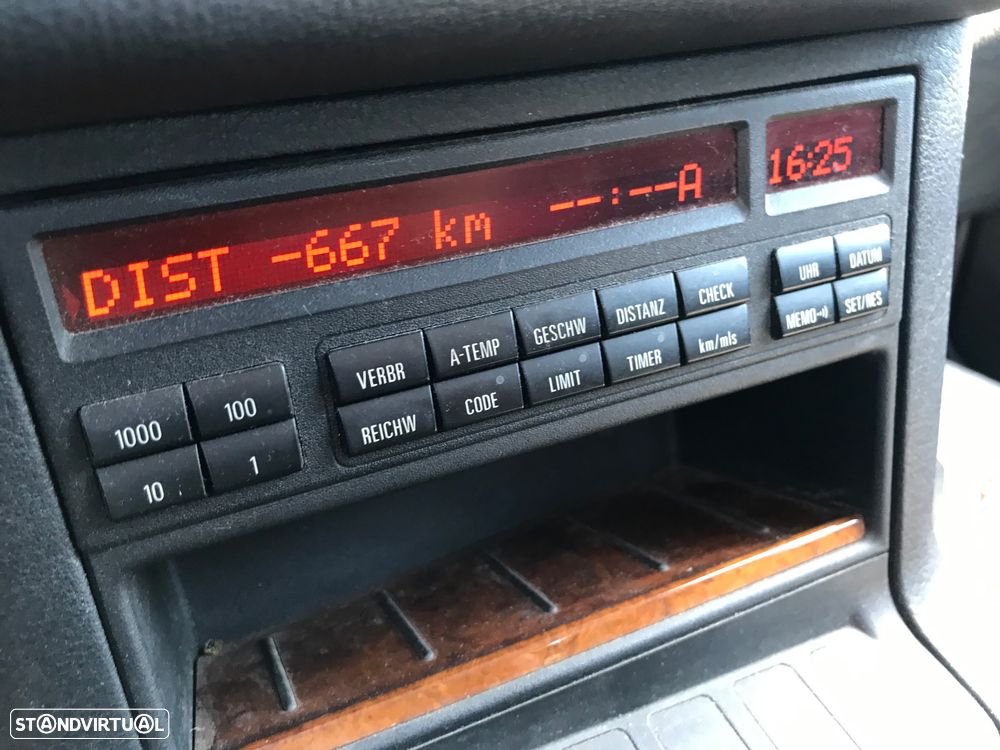 DIST -667 km --:--A
16:25
VERBR A-TEMP GESCHW DISTANZ CHECK
UHR DATUM
REICHW CODE LIMIT TIMER km/mls
MEMO SET/RES
1000 100
10 1
STANDVIRTUAL